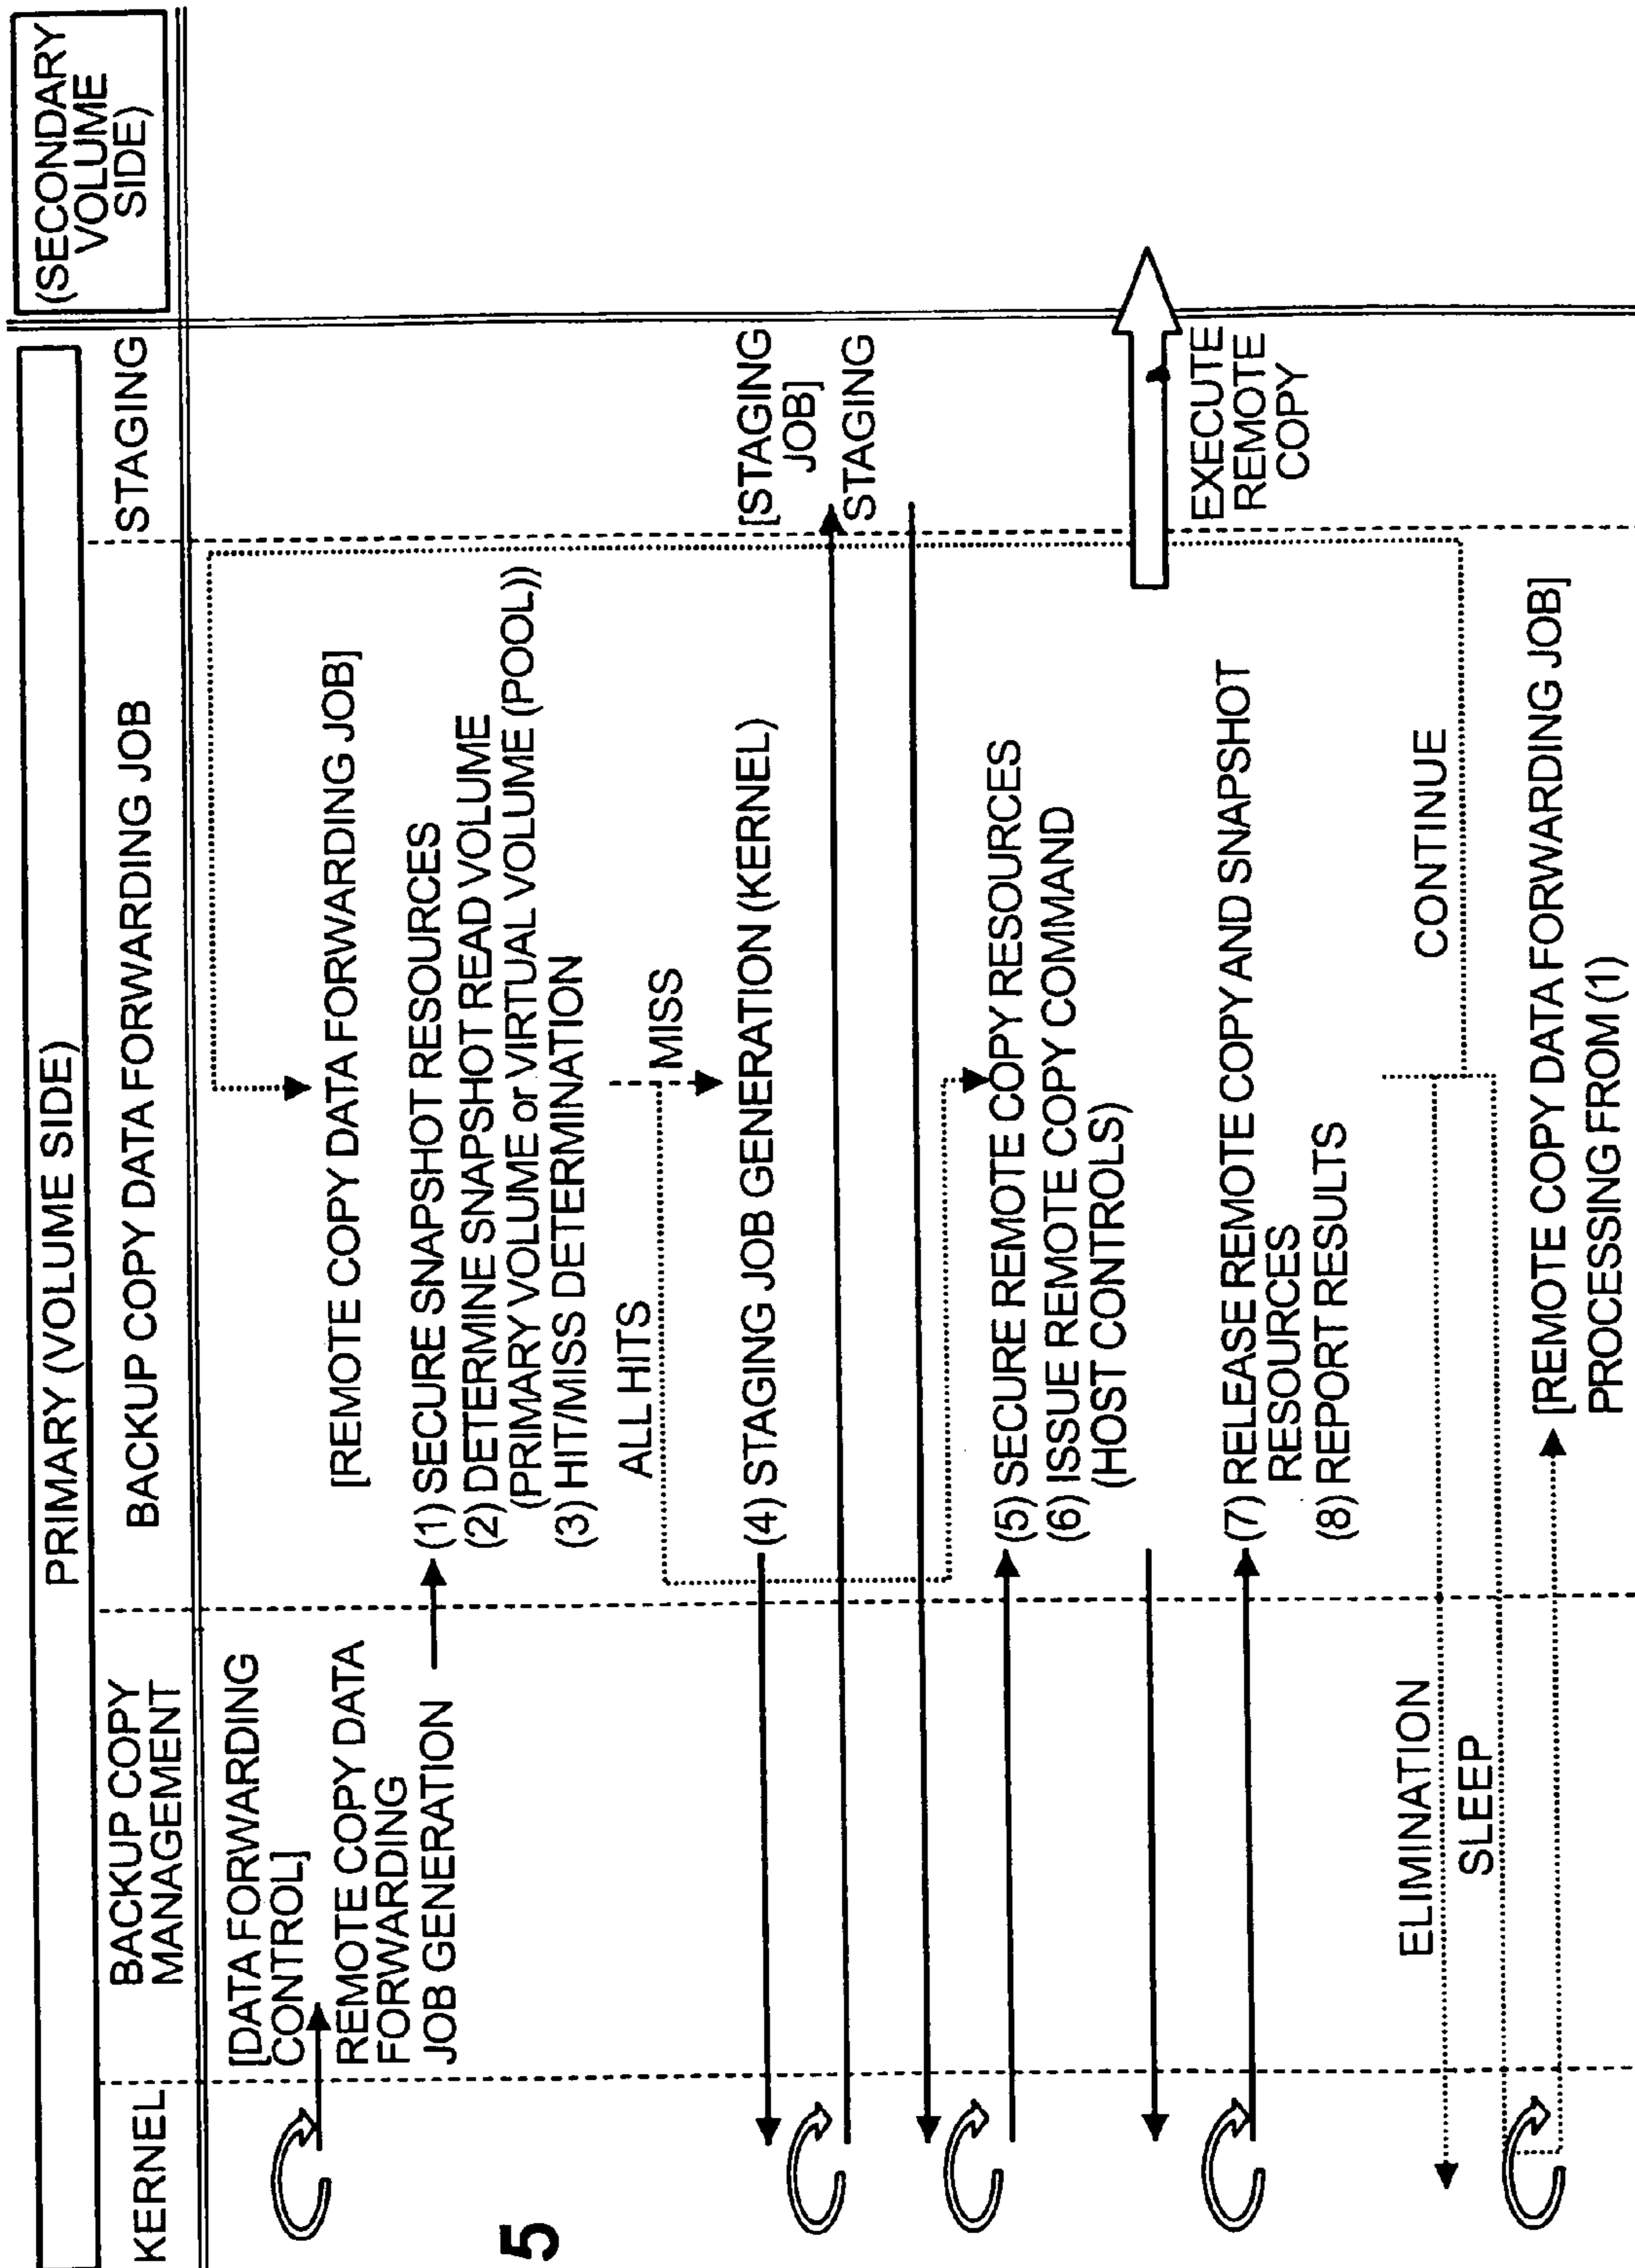 PRIMARY (VOLUME SIDE)
(SECONDARY
VOLUME
SIDE)
KERNEL
BACKUP COPY
MANAGEMENT
BACKUP COPY DATA FORWARDING JOB
STAGING
[DATA FORWARDING
CONTROL]
REMOTE COPY DATA
FORWARDING
JOB GENERATION
[REMOTE COPY DATA FORWARDING JOB]
(1) SECURE SNAPSHOT RESOURCES
(2) DETERMINE SNAPSHOT READ VOLUME
(PRIMARY VOLUME or VIRTUAL VOLUME (POOL))
(3) HIT/MISS DETERMINATION
ALL HITS
MISS
5
(4) STAGING JOB GENERATION (KERNEL)
[STAGING
JOB]
STAGING
(5) SECURE REMOTE COPY RESOURCES
(6) ISSUE REMOTE COPY COMMAND
(HOST CONTROLS)
EXECUTE
REMOTE
COPY
(7) RELEASE REMOTE COPY AND SNAPSHOT
RESOURCES
(8) REPORT RESULTS
ELIMINATION
CONTINUE
SLEEP
[REMOTE COPY DATA FORWARDING JOB]
PROCESSING FROM (1)